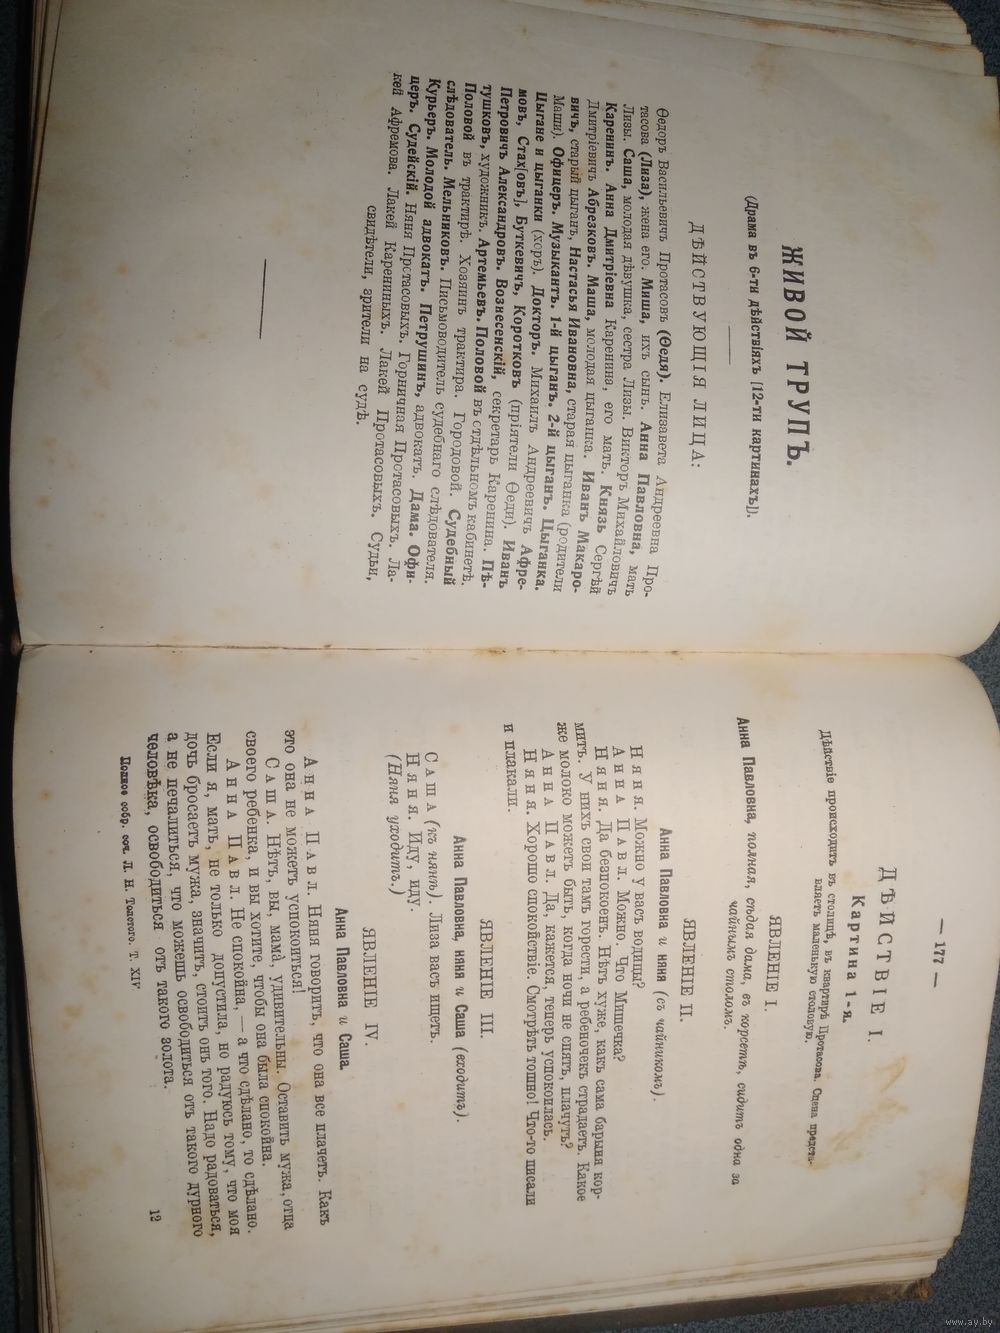 ЖИВОЙ ТРУПЪ.
(Драма въ 6-ти дѣйствіяхъ [12-ти картинахъ]).
ДѢЙСТВУЮЩІЯ ЛИЦА:
Ѳедоръ Васильевичъ Протасовъ (Ѳедя). Елизавета Андреевна Про-
тасова (Лиза), жена его. Миша, ихъ сынъ. Анна Павловна, мать
Лизы. Саша, молодая дѣвушка, сестра Лизы. Викторъ Михайловичъ
Каренинъ. Анна Дмитріевна Каренина, его мать. Князь Сергѣй
Дмитріевичъ Абрезковъ. Маша, молодая цыганка. Иванъ Макаро-
вичъ, старый цыганъ, Настасья Ивановна, старая цыганка (родители
Маши). Офицеръ. Музыкантъ. 1-й цыганъ. 2-й цыганъ. Цыганка.
Цыгане и цыганки (хоръ). Докторъ. Михаилъ Андреевичъ Афре-
мовъ, Стах[овъ], Буткевичъ, Коротковъ (пріятели Ѳеди). Иванъ
Петровичъ Александровъ. Вознесенскій, секретарь Каренина. Пѣ-
тушковъ, художникъ. Артемьевъ. Половой въ отдѣльномъ кабинетѣ.
Половой въ трактирѣ. Хозяинъ трактира. Городовой. Судебный
слѣдователь. Мельниковъ. Письмоводитель судебнаго слѣдователя.
Курьеръ. Молодой адвокатъ. Петрушинъ, адвокатъ. Дама. Офи-
церъ. Судейскій. Няня Протасовыхъ. Горничная Протасовыхъ. Ла-
кей Афремова. Лакей Карениныхъ. Лакей Протасовыхъ. Судьи,
свидѣтели, зрители на судѣ.
— 177 —
ДѢЙСТВІЕ I.
Картина 1-я.
Дѣйствіе происходитъ въ столицѣ, въ квартирѣ Протасова. Сцена предста-
вляетъ маленькую столовую.
ЯВЛЕНІЕ I.
Анна Павловна, полная, сѣдая дама, въ корсетѣ, сидитъ одна за
чайнымъ столомъ.
ЯВЛЕНІЕ II.
Анна Павловна и няня (съ чайникомъ).
Няня. Можно у васъ водицы?
Анна Павл. Можно. Что Мишечка?
Няня. Да безпокоенъ. Нѣтъ хуже, какъ сама барыня кор-
митъ. У нихъ свои тамъ горести, а ребеночекъ страдаетъ. Какое
же молоко можетъ быть, когда ночи не спятъ, плачутъ?
Анна Павл. Да, кажется, теперь успокоилась.
Няня. Хорошо спокойствіе. Смотрѣть тошно! Что-то писали
и плакали.
ЯВЛЕНІЕ III.
Анна Павловна, няня и Саша (входитъ).
Саша (къ нянѣ). Лиза васъ ищетъ.
Няня. Иду, иду.
(Няня уходитъ.)
ЯВЛЕНІЕ IV.
Анна Павловна и Саша.
Анна Павл. Няня говоритъ, что она все плачетъ. Какъ
это она не можетъ успокоиться!
Саша. Нѣтъ, вы, мама̀, удивительны. Оставить мужа, отца
своего ребенка, и вы хотите, чтобы она была спокойна.
Анна Павл. Не спокойна, — а что сдѣлано, то сдѣлано.
Если я, мать, не только допустила, но радуюсь тому, что моя
дочь бросаетъ мужа, значитъ, стоитъ онъ того. Надо радоваться,
а не печалиться, что можешь освободиться отъ такого дурного
человѣка, освободиться отъ такого золота.
Полное собр. соч. Л. Н. Толстого. Т. XIV
12
www.ay.by